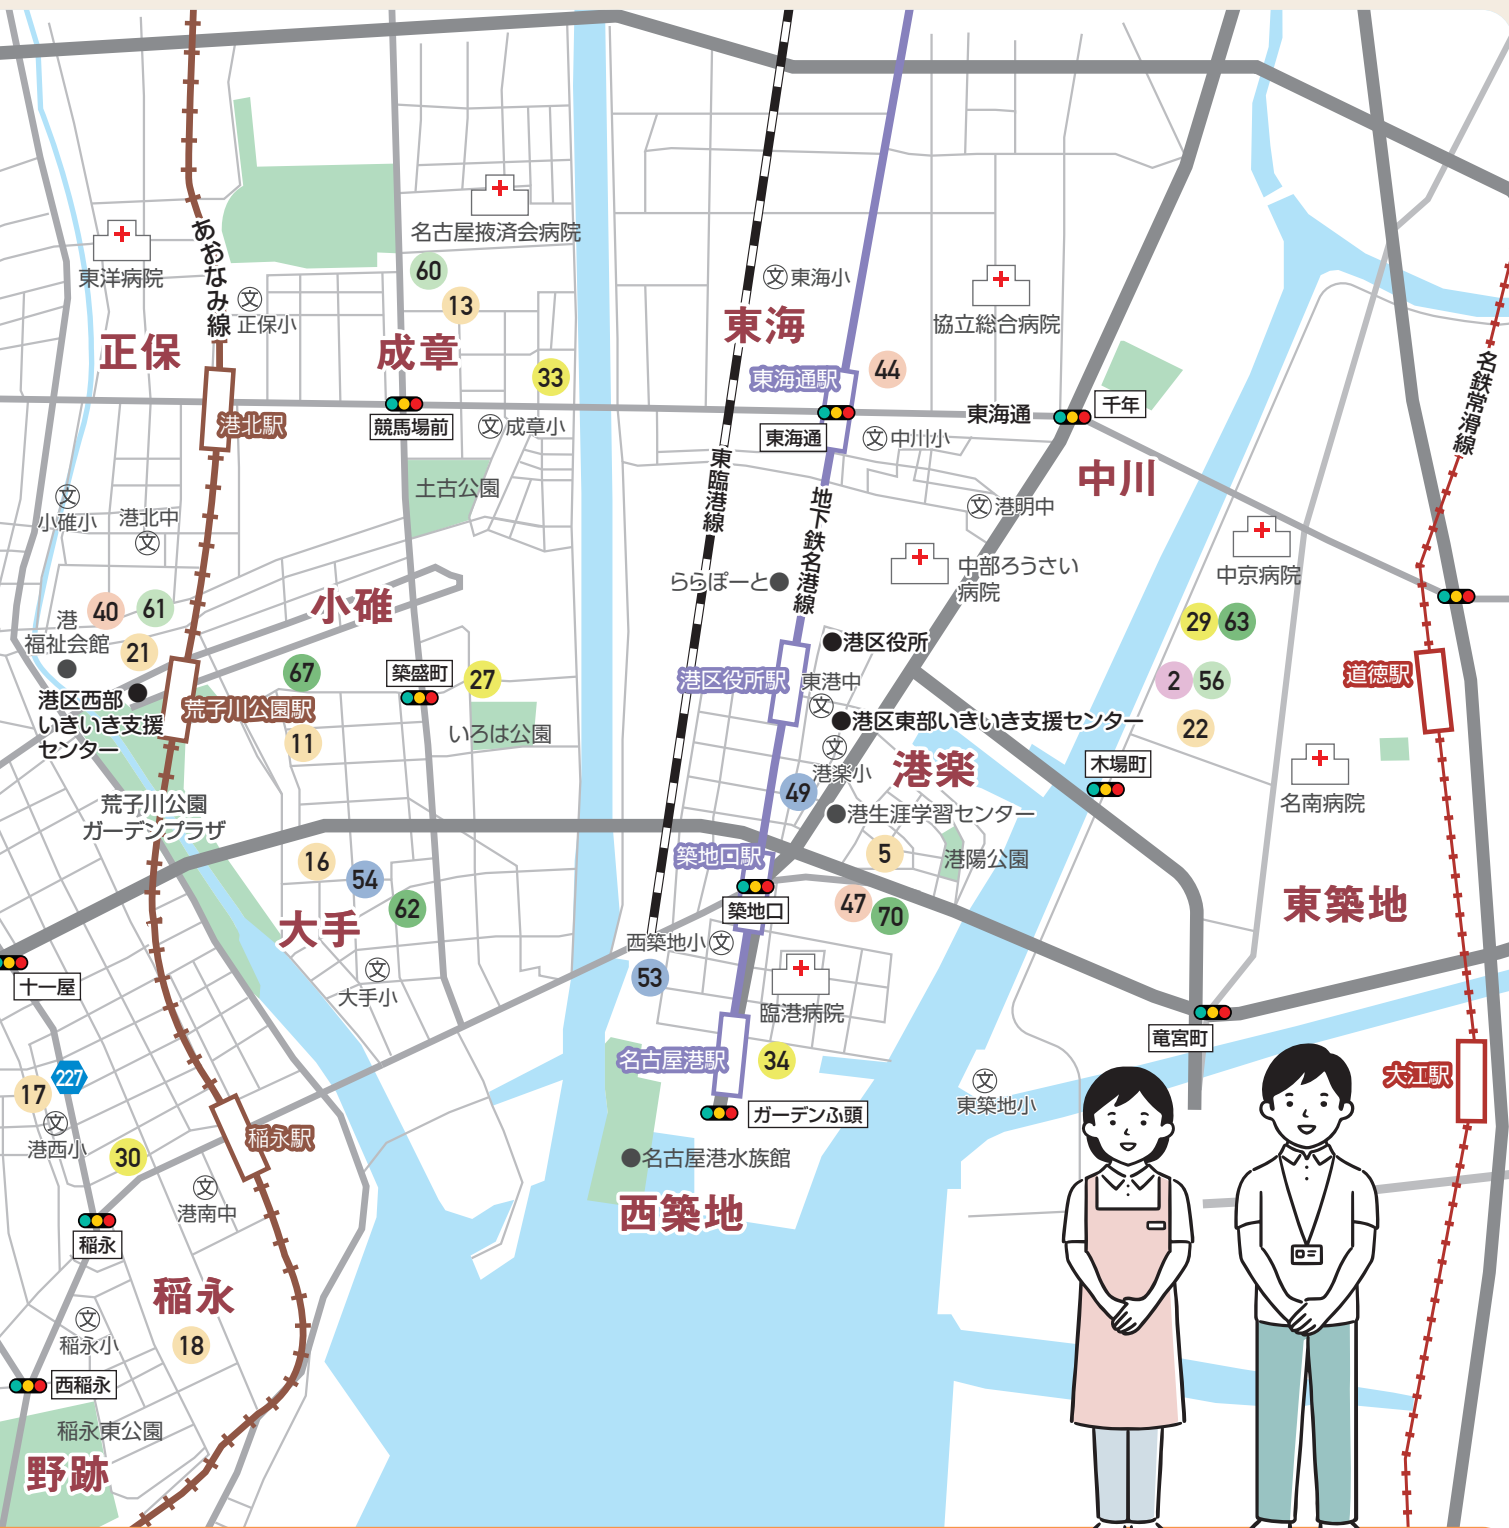 あおなみ線
東洋病院
名古屋掖済会病院
60
13
正保小
正保
成章
33
東海小
東海
協立総合病院
東海通駅
44
千年
名鉄常滑線
港北駅
競馬場前
成章小
東海通
中川小
東海通
中川
土古公園
東臨港線
地下鉄名港線
港明中
小碓小
港北中
中京病院
中部ろうさい
病院
ららぽーと
小碓
40
61
港
福祉会館
21
29
63
港区役所
67
築盛町
27
港区役所駅
東港中
2
56
道徳駅
港区西部
いきいき支援
センター
荒子川公園駅
11
いろは公園
港区東部いきいき支援センター
22
港楽
港楽小
木場町
49
名南病院
荒子川公園
ガーデンプラザ
港生涯学習センター
16
54
築地口駅
5
港陽公園
62
築地口
47
70
東築地
大手
西築地小
53
大手小
十一屋
臨港病院
竜宮町
227
17
港西小
名古屋港駅
34
東築地小
大江駅
ガーデンふ頭
稲永駅
30
名古屋港水族館
港南中
西築地
稲永
稲永
稲永小
18
西稲永
稲永東公園
野跡